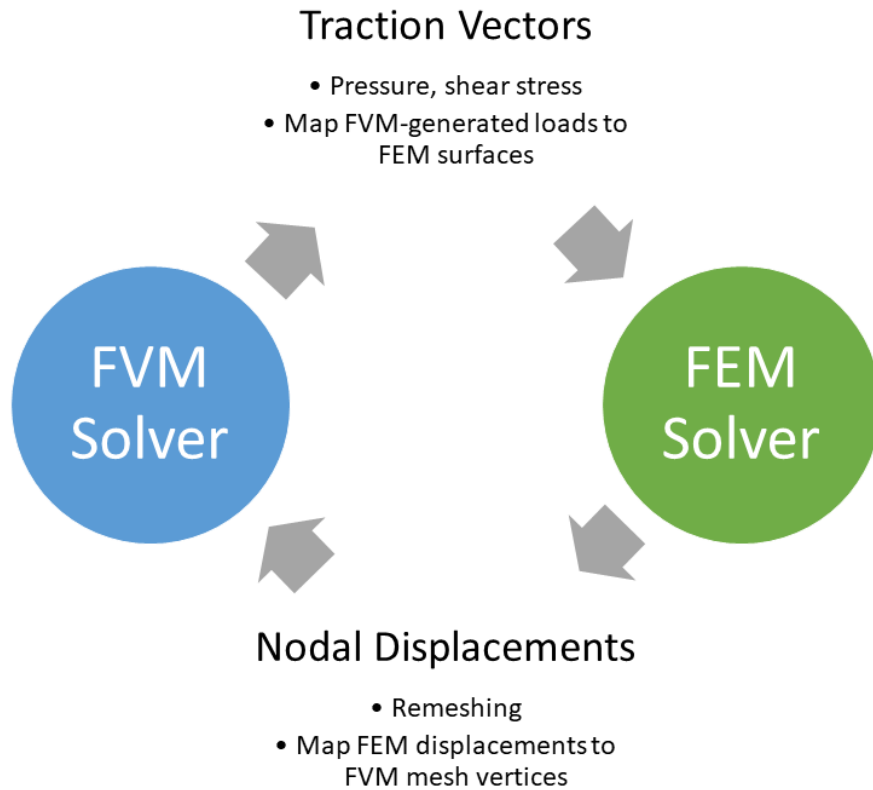 Traction Vectors
• Pressure, shear stress
• Map FVM-generated loads to
FEM surfaces
FVM
Solver
FEM
Solver
Nodal Displacements
• Remeshing
• Map FEM displacements to
FVM mesh vertices